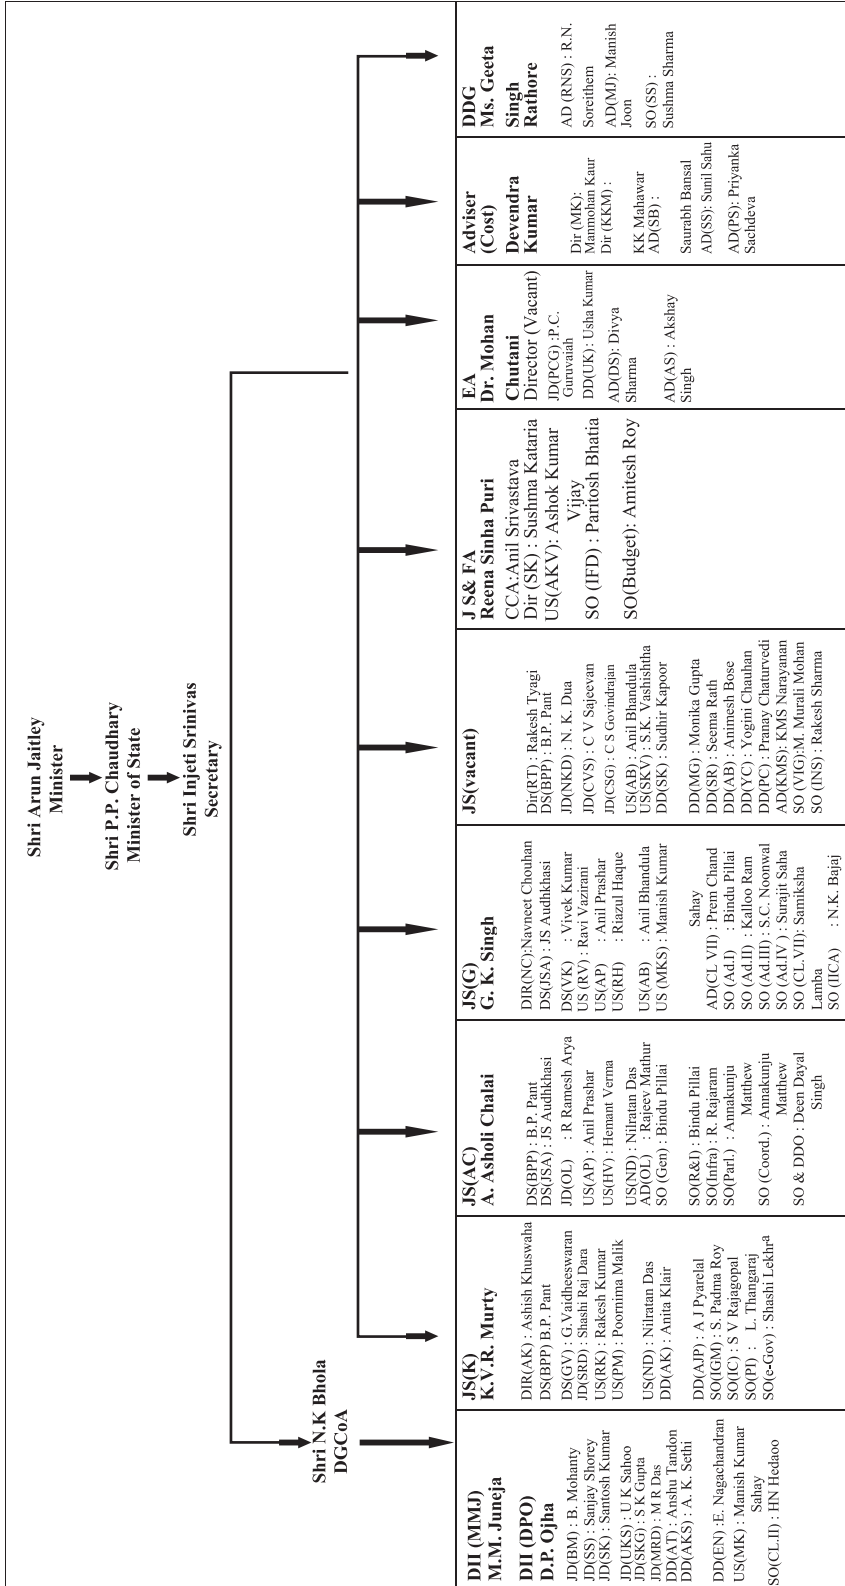 Shri Arun Jaitley
Minister
Shri P.P. Chaudhary
Minister of State
Shri Injeti Srinivas
Secretary
Shri N.K Bhola
DGCoA
DII (MMJ)
M.M. Juneja
DII (DPO)
D.P. Ojha
JD(BM) : B. Mohanty
JD(SS) : Sanjay Shorey
JD(SK) : Santosh Kumar
JD(UKS) : U K Sahoo
JD(SKG) : S K Gupta
JD(MRD) : M R Das
DD(AT) : Anshu Tandon
DD(AKS) : A. K. Sethi
DD(EN) :E. Nagachandran
US(MK) : Manish Kumar
Sahay
SO(CL.II) : HN Hedaoo
JS(K)
K.V.R. Murty
DIR(AK) : Ashish Khuswaha
DS(BPP) B.P. Pant
DS(GV) : G.Vaidheeswaran
JD(SRD) : Shashi Raj Dara
US(RK) : Rakesh Kumar
US(PM) : Poornima Malik
US(ND) : Nilratan Das
DD(AK) : Anita Klair
DD(AJP) : A J Pyarelal
SO(IGM) : S. Padma Roy
SO(IC) : S V Rajagopal
SO(PI) : L. Thangaraj
SO(e-Gov) : Shashi Lekhra
JS(AC)
A. Asholi Chalai
DS(BPP) : B.P. Pant
DS(JSA) : JS Audhkhasi
JD(OL) : R Ramesh Arya
US(AP) : Anil Prashar
US(HV) : Hemant Verma
US(ND) : Nilratan Das
AD(OL) : Rajeev Mathur
SO (Gen) : Bindu Pillai
SO(R&I) : Bindu Pillai
SO(Infra) : R. Rajaram
SO(Parl.) : Annakunju
Matthew
SO (Coord.) : Annakunju
Matthew
SO & DDO : Deen Dayal
Singh
JS(G)
G. K. Singh
DIR(NC):Navneet Chouhan
DS(JSA) : JS Audhkhasi
DS(VK) : Vivek Kumar
US (RV) : Ravi Vazirani
US(AP) : Anil Prashar
US(RH) : Riazul Haque
US(AB) : Anil Bhandula
US (MKS) : Manish Kumar
Sahay
AD(CL VII) : Prem Chand
SO (Ad.I) : Bindu Pillai
SO (Ad.II) : Kalloo Ram
SO (Ad.III) : S.C. Noonwal
SO (Ad.IV ) : Surajit Saha
SO (CL.VII): Samiksha
Lamba
SO (IICA) : N.K. Bajaj
JS(vacant)
Dir(RT) : Rakesh Tyagi
DS(BPP) : B.P. Pant
JD(NKD) : N. K. Dua
JD(CVS) : C V Sajeevan
JD(CSG) : C S Govindrajan
US(AB) : Anil Bhandula
US(SKV) : S.K. Vashishtha
DD(SK) : Sudhir Kapoor
DD(MG) : Monika Gupta
DD(SR) : Seema Rath
DD(AB) : Animesh Bose
DD(YC) : Yogini Chauhan
DD(PC) : Pranay Chaturvedi
AD(KMS): KMS Narayanan
SO (VIG):M. Murali Mohan
SO (INS) : Rakesh Sharma
J S& FA
Reena Sinha Puri
CCA:Anil Srivastava
Dir (SK) : Sushma Kataria
US(AKV): Ashok Kumar
Vijay
SO (IFD) : Paritosh Bhatia
SO(Budget): Amitesh Roy
EA
Dr. Mohan
Chutani
Director (Vacant)
JD(PCG) :P.C.
Guruvaiah
DD(UK) : Usha Kumar
AD(DS): Divya
Sharma
AD(AS) : Akshay
Singh
Adviser
(Cost)
Devendra
Kumar
Dir (MK):
Manmohan Kaur
Dir (KKM) :
KK Mahawar
AD(SB) :
Saurabh Bansal
AD(SS): Sunil Sahu
AD(PS): Priyanka
Sachdeva
DDG
Ms. Geeta
Singh
Rathore
AD (RNS) : R.N.
Soreithem
AD(MJ): Manish
Joon
SO(SS) :
Sushma Sharma